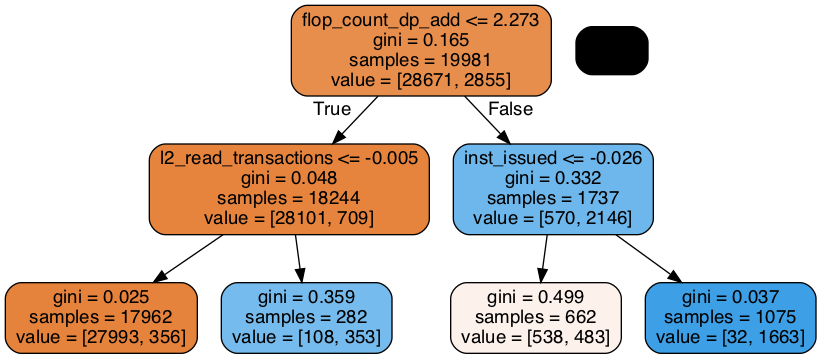 flop_count_dp_add <= 2.273
gini = 0.165
samples = 19981
value = [28671, 2855]
True
False
l2_read_transactions <= -0.005
gini = 0.048
samples = 18244
value = [28101, 709]
inst_issued <= -0.026
gini = 0.332
samples = 1737
value = [570, 2146]
gini = 0.025
samples = 17962
value = [27993, 356]
gini = 0.359
samples = 282
value = [108, 353]
gini = 0.499
samples = 662
value = [538, 483]
gini = 0.037
samples = 1075
value = [32, 1663]